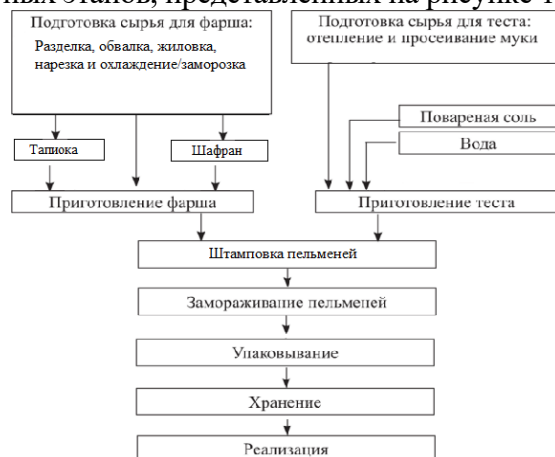 ных этапов, представленных на рисунке 1
Подготовка сырья для фарша:
Разделка, обвалка, жиловка,
нарезка и охлаждение/заморозка
Подготовка сырья для теста:
отепление и просеивание муки
Поварeная соль
Вода
Тапиока
Шафран
Приготовление фарша
Приготовление теста
Штамповка пельменей
Замораживание пельменей
Упаковывание
Хранение
Реализация